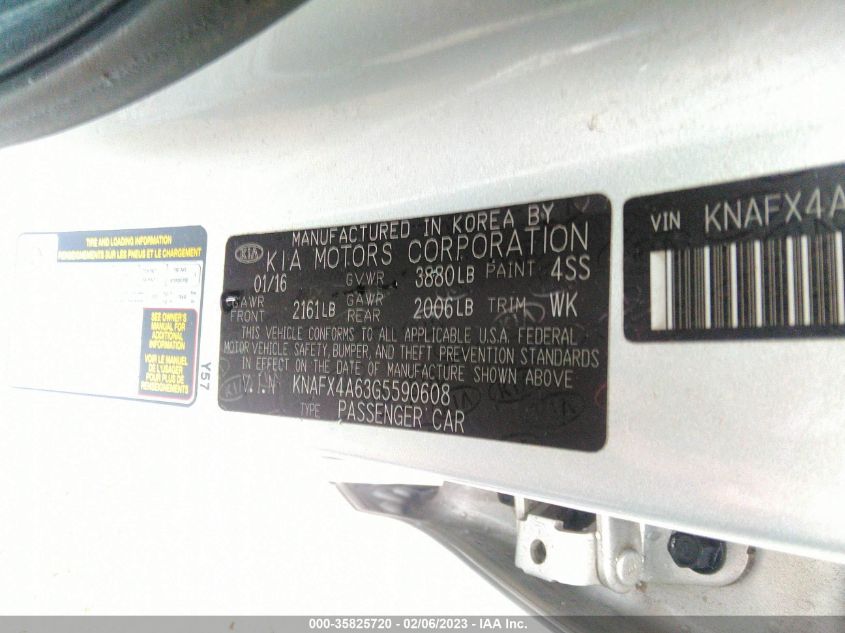 TIRE AND LOADING INFORMATION
RENSEIGNEMENTS SUR LES PNEUS ET LE CHARGEMENT
SEE OWNER'S
MANUAL FOR
ADDITIONAL
INFORMATION
VOIR LE MANUEL
DE L'USAGER
POUR PLUS DE
RENSEIGNEMENTS
Y57
MANUFACTURED IN KOREA BY
KIA KIA MOTORS CORPORATION
01/16 GVWR 3880LB PAINT 4SS
GAWR FRONT 2161LB GAWR REAR 2006LB TRIM WK
THIS VEHICLE CONFORMS TO ALL APPLICABLE U.S.A. FEDERAL
MOTOR VEHICLE SAFETY, BUMPER, AND THEFT PREVENTION STANDARDS
IN EFFECT ON THE DATE OF MANUFACTURE SHOWN ABOVE
V.I.N KNAFX4A63G5590608
TYPE PASSENGER CAR
VIN KNAFX4A
000-35825720 — 02/06/2023 — IAA Inc.